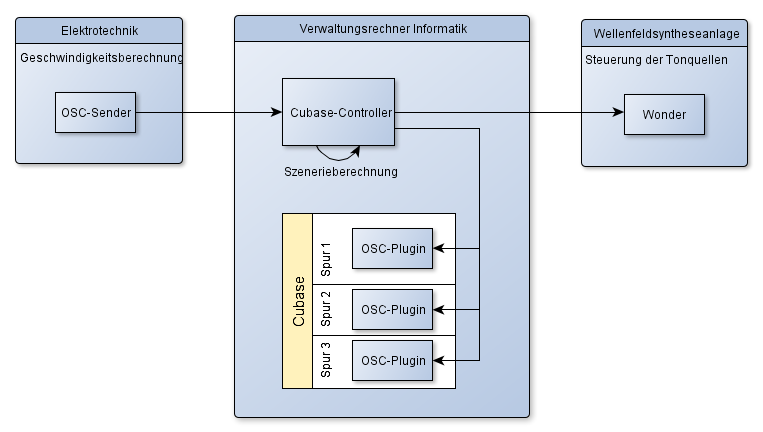 Elektrotechnik
Geschwindigkeitsberechnung
OSC-Sender
Verwaltungsrechner Informatik
Cubase-Controller
Szenerieberechnung
Cubase
Spur 1
OSC-Plugin
Spur 2
OSC-Plugin
Spur 3
OSC-Plugin
Wellenfeldsyntheseanlage
Steuerung der Tonquellen
Wonder